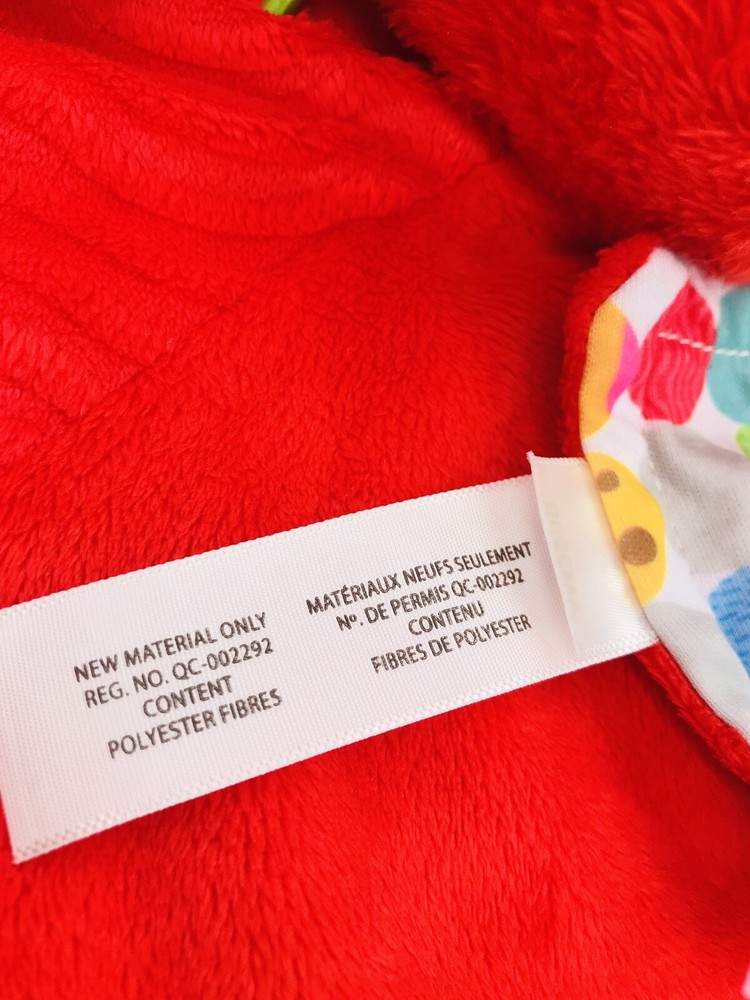 NEW MATERIAL ONLY
REG. NO. QC-002292
CONTENT
POLYESTER FIBRES
MATÉRIAUX NEUFS SEULEMENT
Nº. DE PERMIS QC-002292
CONTENU
FIBRES DE POLYESTER